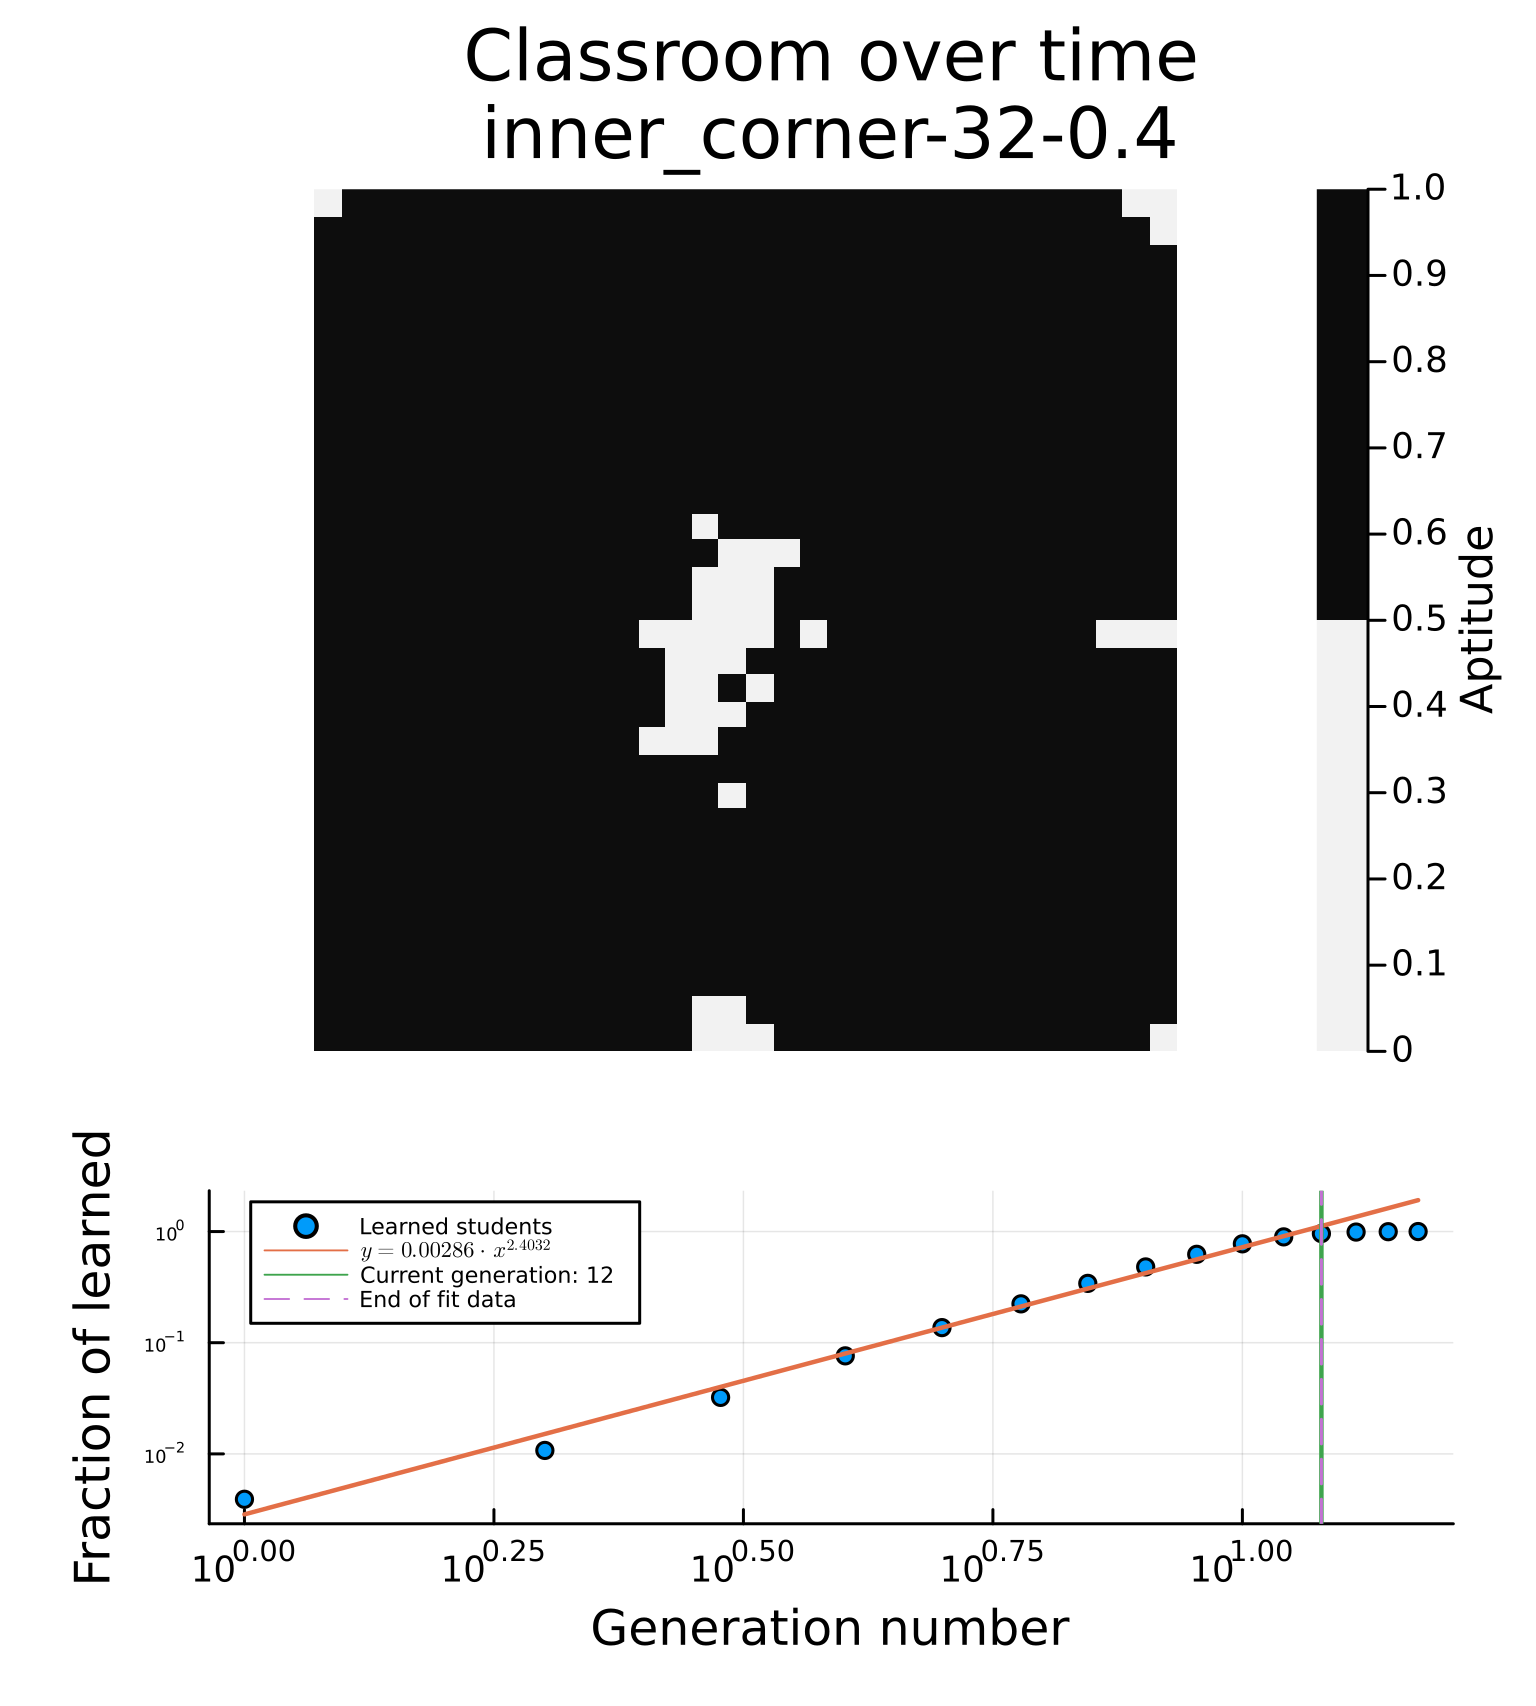 Classroom over time
inner_corner-32-0.4
1.0
0.9
0.8
0.7
0.6
0.5
0.4
0.3
0.2
0.1
0
Aptitude
Fraction of learned
10^0
10^-1
10^-2
Learned students
y = 0.00286 · x^2.4032
Current generation: 12
End of fit data
10^0.00 10^0.25 10^0.50 10^0.75 10^1.00
Generation number